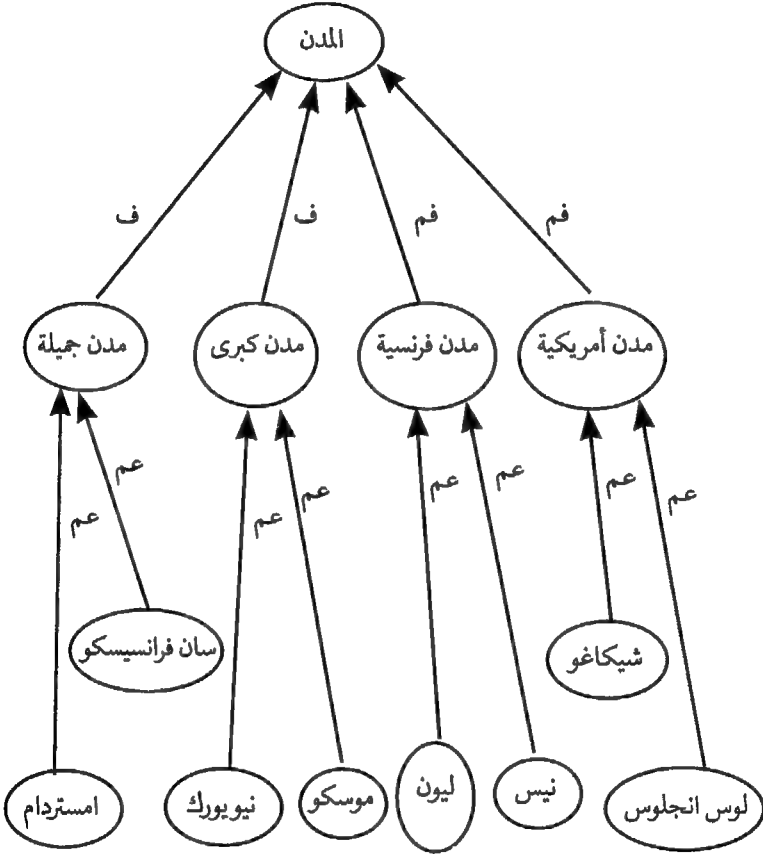 المدن
فم
فم
ف
ف
مدن أمريكية
مدن فرنسية
مدن كبرى
مدن جميلة
عم
عم
عم
عم
عم
عم
عم
عم
شيكاغو
سان فرانسيسكو
لوس انجلوس
نيس
ليون
موسكو
نيويورك
امستردام